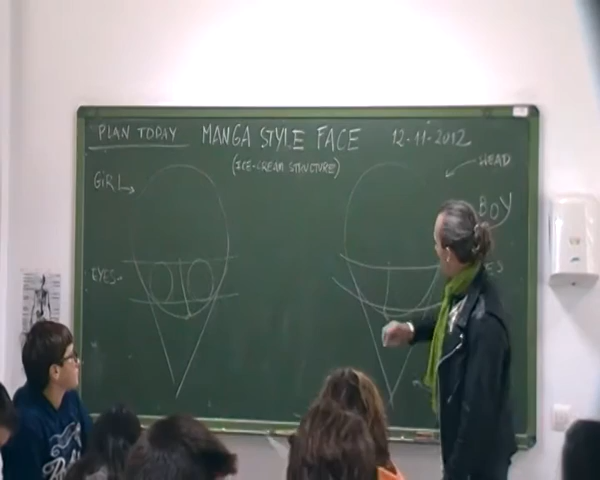 PLAN TODAY MANGA STYLE FACE 12-11-2012
(ICE-CREAM STRUCTURE)
HEAD
GIRL
BOY
EYES